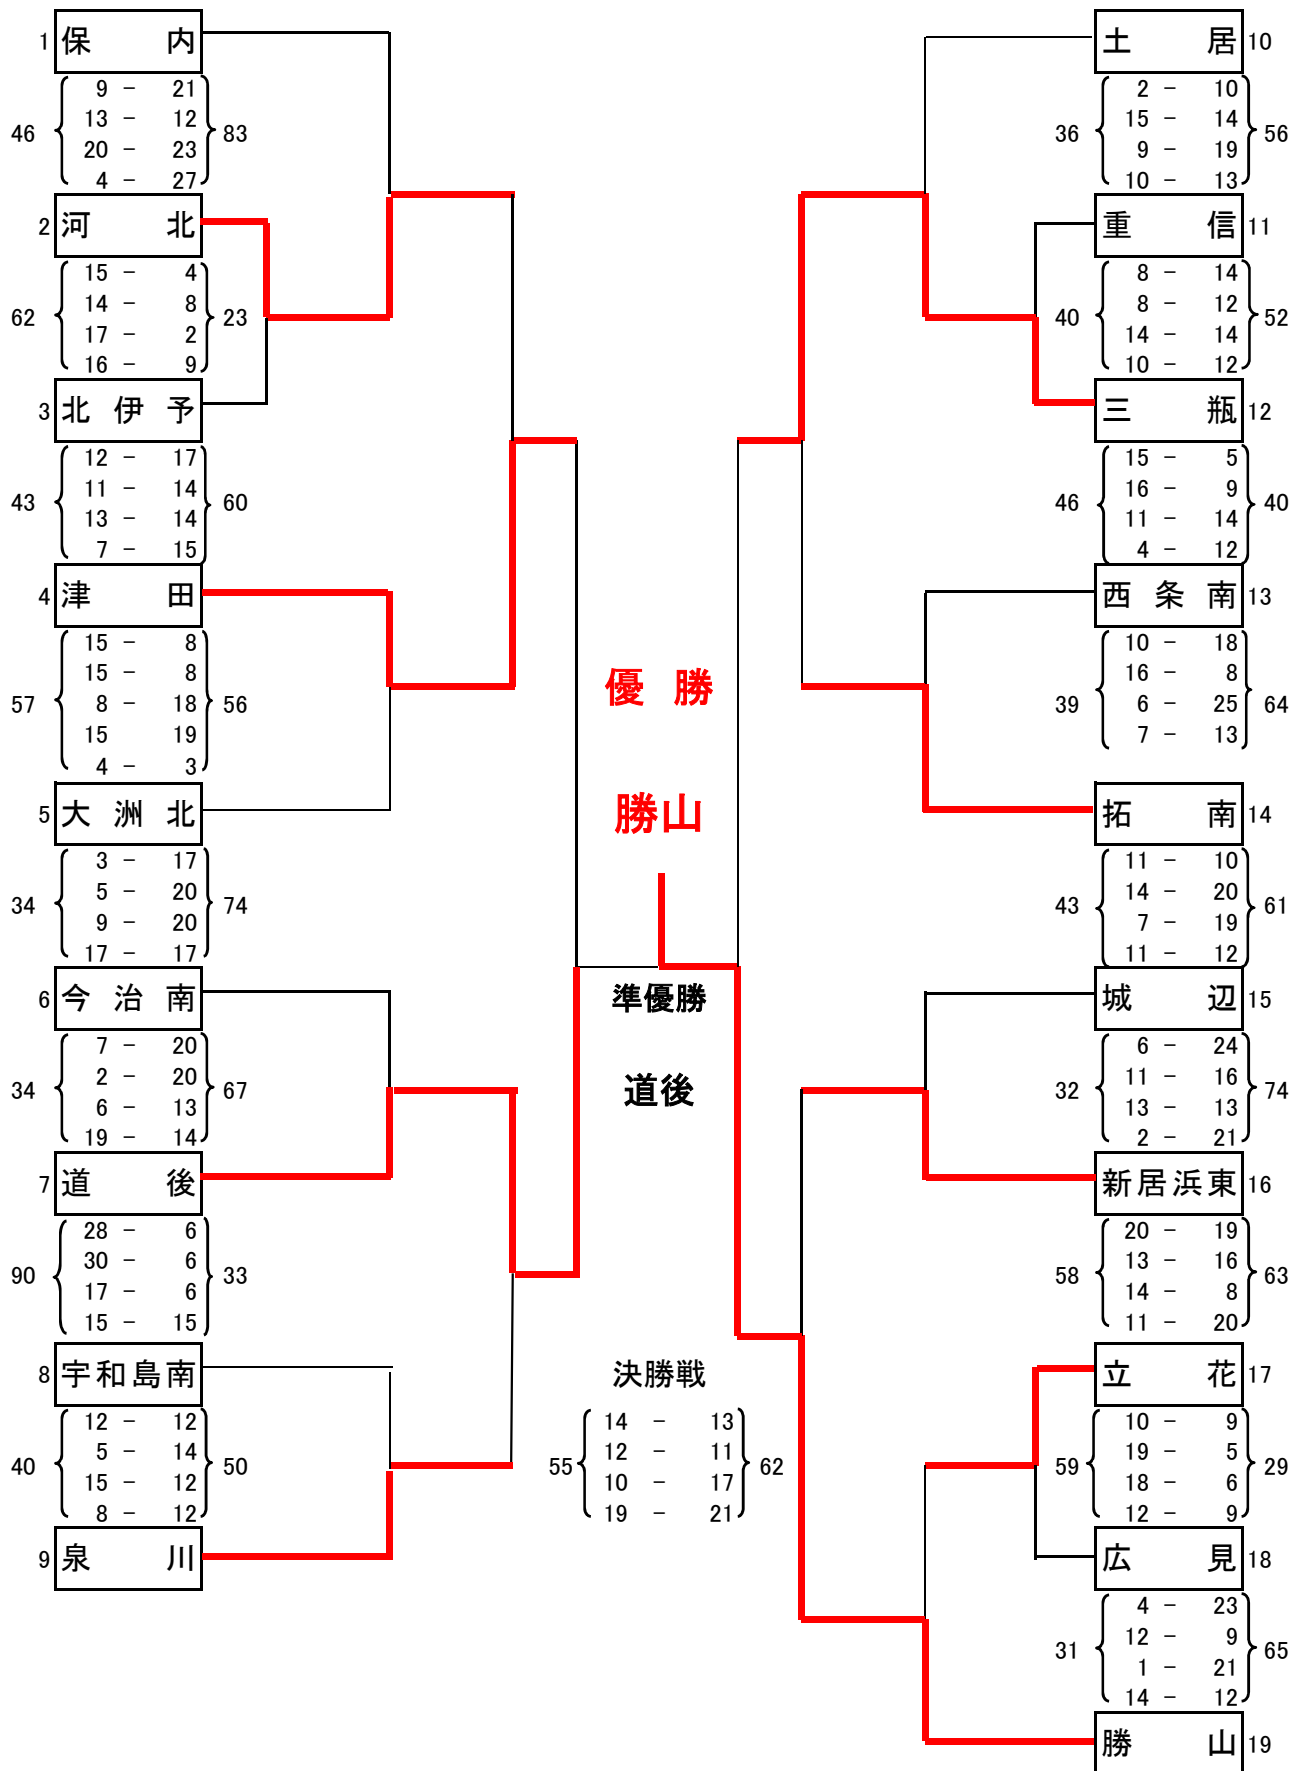 1 保内
9 - 21
13 - 12
46 83
20 - 23
4 - 27
2 河北
15 - 4
14 - 8
62 23
17 - 2
16 - 9
3 北伊予
12 - 17
11 - 14
43 60
13 - 14
7 - 15
4 津田
15 - 8
15 - 8
57 8 - 18 56
15 19
4 - 3
5 大洲北
3 - 17
5 - 20
34 74
9 - 20
17 - 17
6 今治南
7 - 20
2 - 20
34 67
6 - 13
19 - 14
7 道後
28 - 6
30 - 6
90 33
17 - 6
15 - 15
8 宇和島南
12 - 12
5 - 14
40 50
15 - 12
8 - 12
9 泉川
優勝
勝山
準優勝
道後
決勝戦
14 - 13
12 - 11
55 62
10 - 17
19 - 21
土居 10
2 - 10
15 - 14
36 56
9 - 19
10 - 13
重信 11
8 - 14
8 - 12
40 52
14 - 14
10 - 12
三瓶 12
15 - 5
16 - 9
46 40
11 - 14
4 - 12
西条南 13
10 - 18
16 - 8
39 6 - 25 64
7 - 13
拓南 14
11 - 10
14 - 20
43 61
7 - 19
11 - 12
城辺 15
6 - 24
11 - 16
32 74
13 - 13
2 - 21
新居浜東 16
20 - 19
13 - 16
58 63
14 - 8
11 - 20
立花 17
10 - 9
19 - 5
59 29
18 - 6
12 - 9
広見 18
4 - 23
12 - 9
31 65
1 - 21
14 - 12
勝山 19